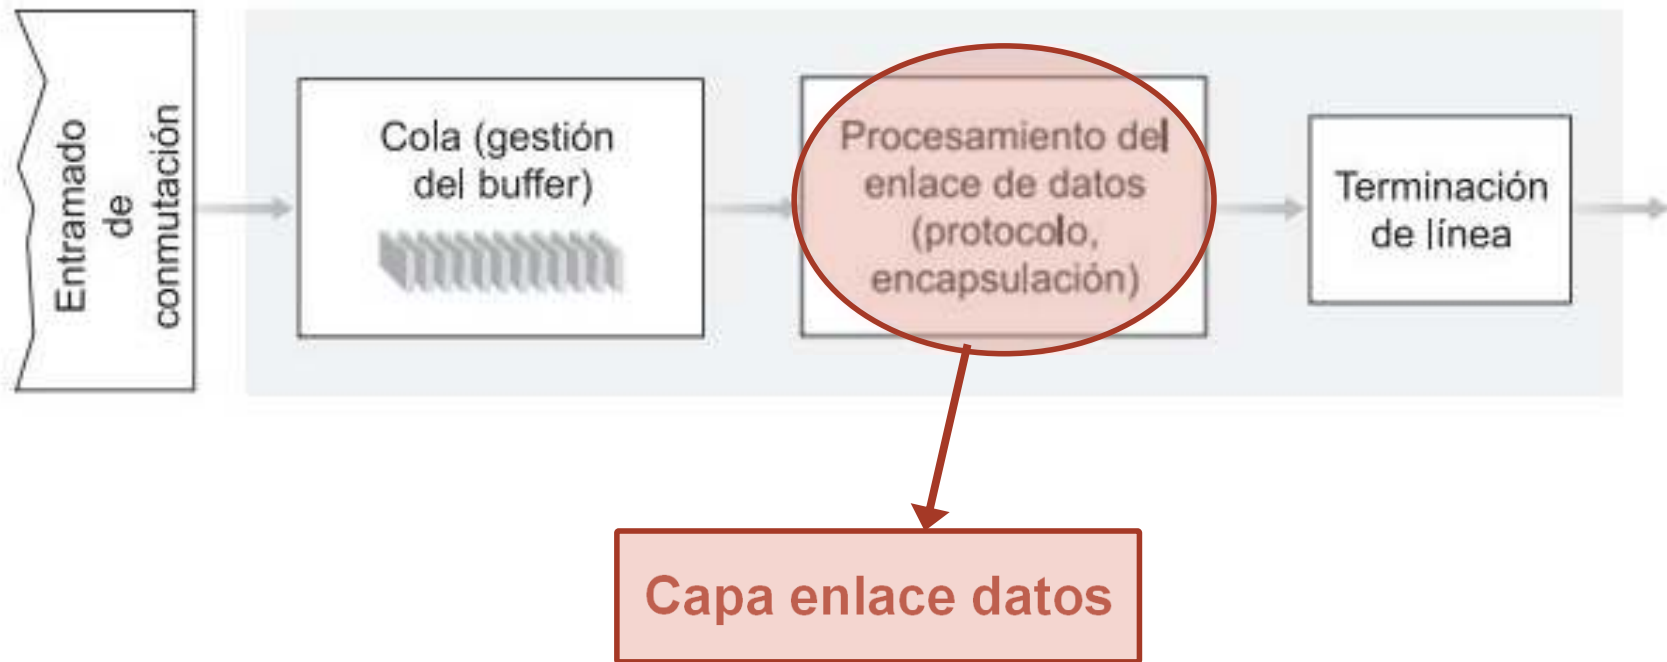 Entramado
de
conmutación
Cola (gestión
del buffer)
Procesamiento del
enlace de datos
(protocolo,
encapsulación)
Terminación
de línea
Capa enlace datos